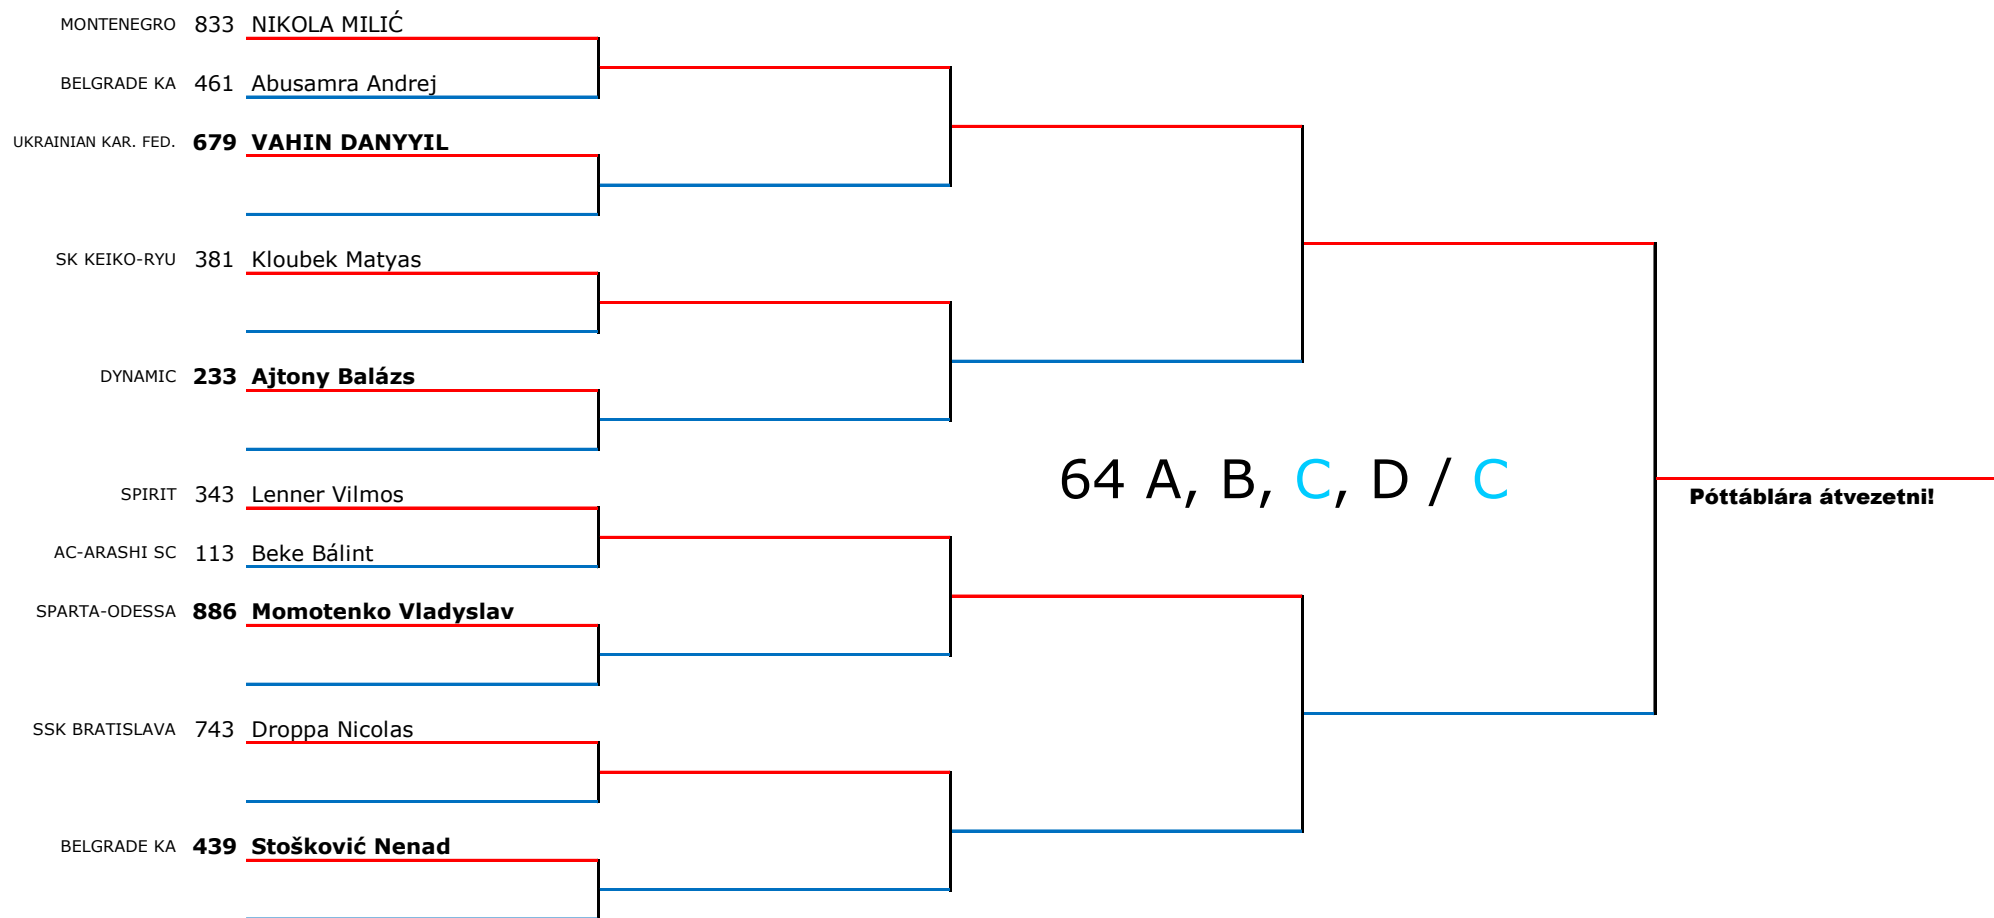 MONTENEGRO 833 NIKOLA MILIĆ
BELGRADE KA 461 Abusamra Andrej
UKRAINIAN KAR. FED. 679 VAHIN DANYYIL
SK KEIKO-RYU 381 Kloubek Matyas
DYNAMIC 233 Ajtony Balázs
64 A, B, C, D / C
SPIRIT 343 Lenner Vilmos
Póttáblára átvezetni!
AC-ARASHI SC 113 Beke Bálint
SPARTA-ODESSA 886 Momotenko Vladyslav
SSK BRATISLAVA 743 Droppa Nicolas
BELGRADE KA 439 Stošković Nenad